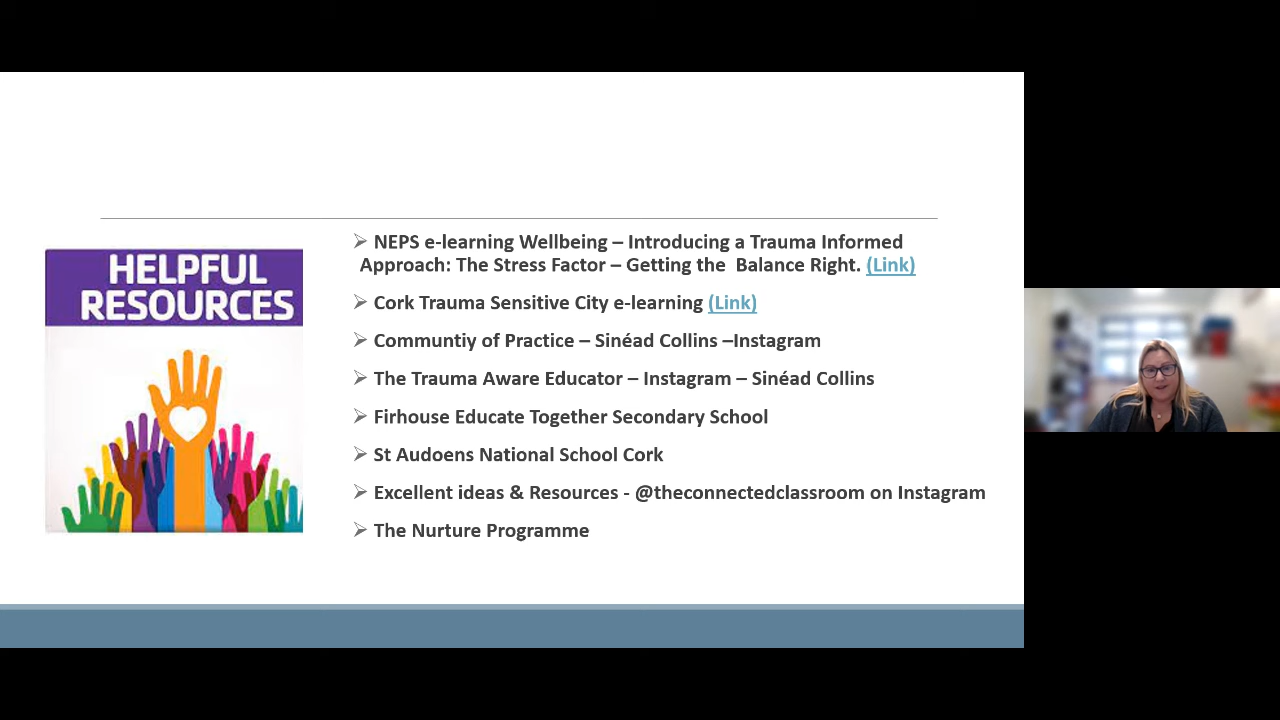 HELPFUL
RESOURCES
➢ NEPS e-learning Wellbeing – Introducing a Trauma Informed
Approach: The Stress Factor – Getting the  Balance Right. (Link)
➢ Cork Trauma Sensitive City e-learning (Link)
➢ Communtiy of Practice – Sinéad Collins –Instagram
➢ The Trauma Aware Educator – Instagram – Sinéad Collins
➢ Firhouse Educate Together Secondary School
➢ St Audoens National School Cork
➢ Excellent ideas & Resources - @theconnectedclassroom on Instagram
➢ The Nurture Programme